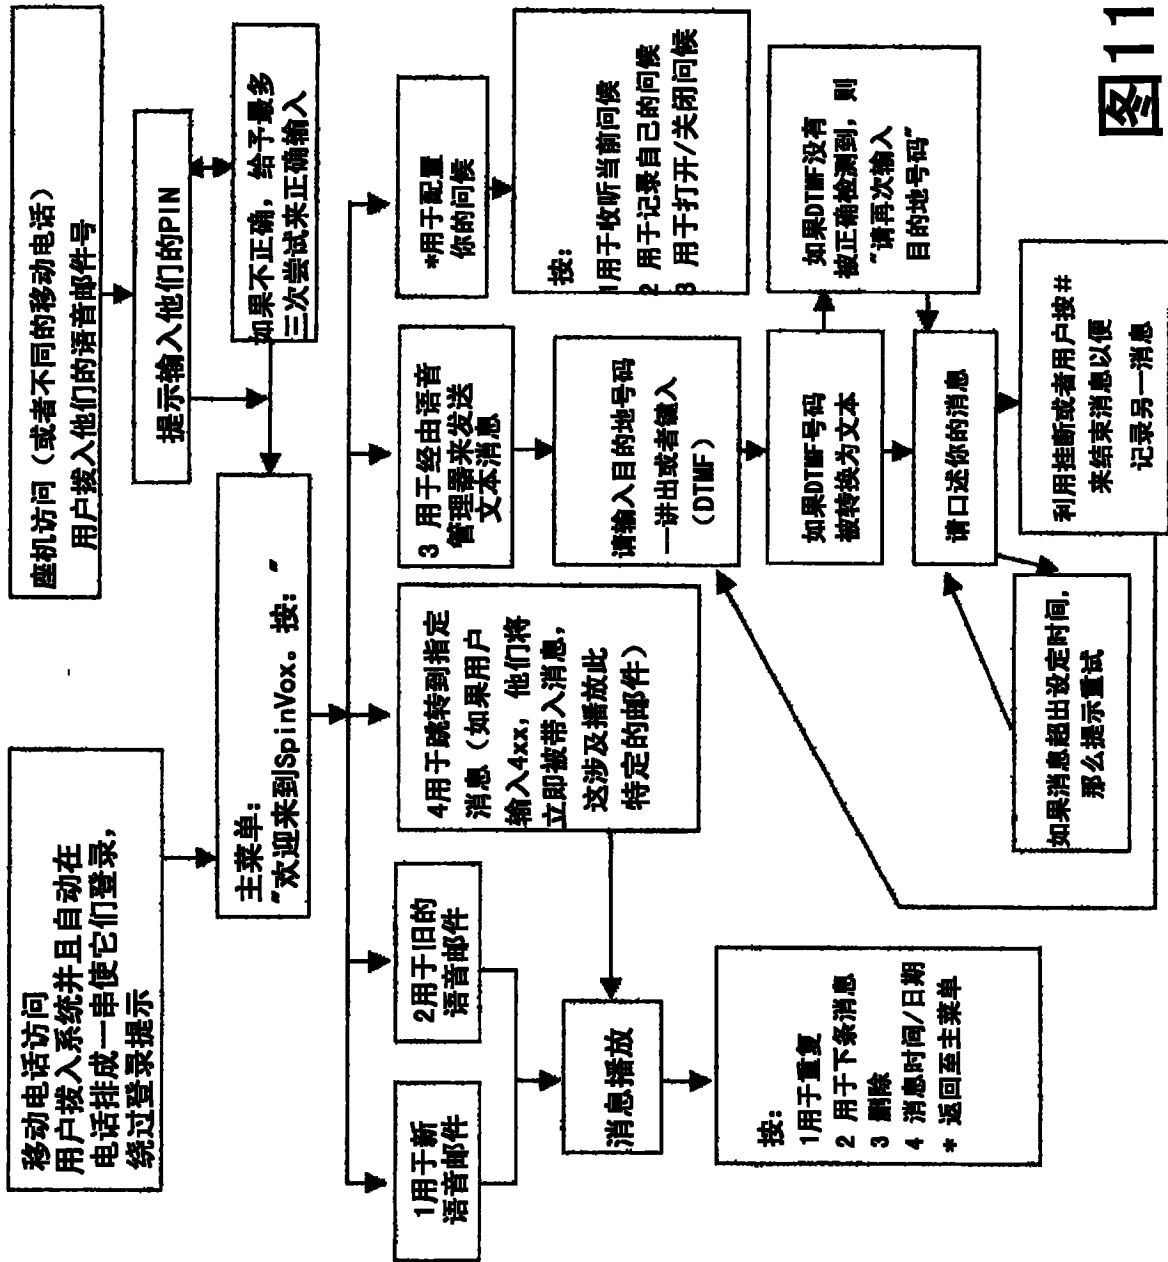 移动电话访问
用户拨入系统并且自动在
电话排成一串使它们登录，
绕过登录提示
座机访问（或者不同的移动电话）
用户拨入他们的语音邮件号
提示输入他们的PIN
如果不正确，给予最多
三次尝试来正确输入
主菜单：
"欢迎来到SpinVox。按："
1用于新
语音邮件
2用于旧的
语音邮件
4用于跳转到指定
消息（如果用户
输入4xx，他们将
立即被带入消息，
这涉及播放此
特定的邮件）
3 用于经由语音
管理器来发送
文本消息
*用于配置
你的问候
消息播放
按：
1用于重复
2 用于下条消息
3 删除
4 消息时间/日期
* 返回至主菜单
请输入目的地号码
—讲出或者键入
（DTMF）
按：
1用于收听当前问候
2 用于记录自己的问候
3 用于打开/关闭问候
如果DTMF号码
被转换为文本
如果DTMF没有
被正确检测到，则
"请再次输入
目的地号码"
请口述你的消息
如果消息超出设定时间，
那么提示重试
利用挂断或者用户按#
来结束消息以便
记录另一消息
图11